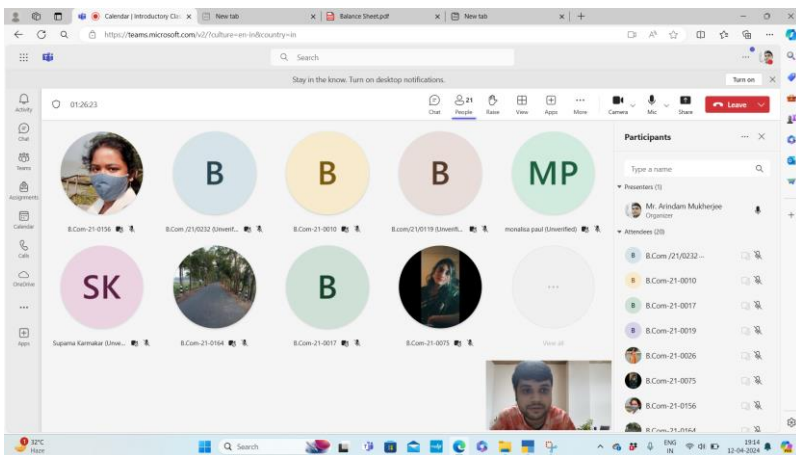 Calendar | Introductory Cla
New tab
Balance Sheet.pdf
New tab
https://teams.microsoft.com/v2/?culture=en-in&country=in
Search
Stay in the know. Turn on desktop notifications.
Turn on
01:26:23
21
Chat People Raise View Apps More Camera Mic Share Leave
Activity
Chat
Teams
Assignments
Calendar
Calls
OneDrive
Apps
B B B MP
B.Com-21-0156
B.Com /21/0232 (Unverif...
B.Com-21-0010
B.com/21/0119 (Unverifi...
monalisa paul (Unverified)
SK B
Suparna Karmakar (Unve...
B.Com-21-0164
B.Com-21-0017
B.Com-21-0075
View all
Participants
Type a name
Presenters (1)
Mr. Arindam Mukherjee
Organizer
Attendees (20)
B B.Com /21/0232 --
B B.Com-21-0010
B B.Com-21-0017
B B.Com-21-0019
B.Com-21-0026
B.Com-21-0075
B.Com-21-0156
B.Com-21-0164
32°C
Haze
Search
ENG
IN
19:14
12-04-2024